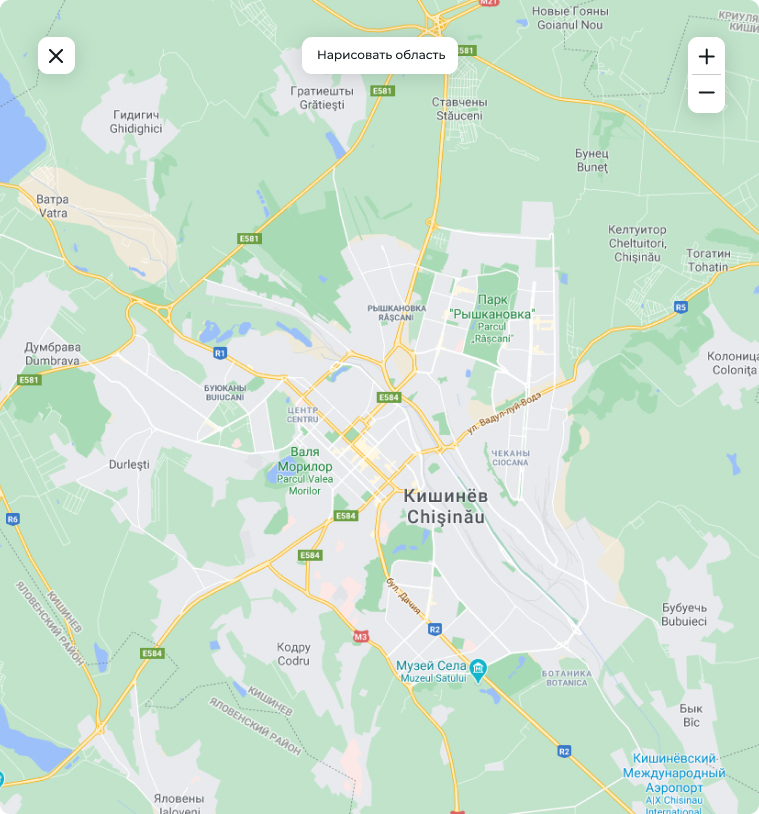 M21
Новые Гояны
Goianul Nou
КРИУЛЯ
E581
Нарисовать область
Гратиешты
Grătiești
E581
Ставчены
Stăuceni
Гидигич
Ghidighici
Бунец
Buneț
Ватра
Vatra
E581
Келтуитор
Cheltuitori,
Chișinău
Тогатин
Tohatin
Парк
"Рышкановка"
Parcul
„Râșcani"
РЫШКАНОВКА
RÂȘCANI
R5
Думбрава
Dumbrava
R1
Колоница
Colonița
E581
БУЮКАНЫ
BUIUCANI
E584
ЦЕНТР
CENTRU
ул. Вадул-луй-Водэ
Валя
Морилор
Parcul Valea
Morilor
ЧЕКАНЫ
CIOCANA
Durlești
Кишинёв
Chișinău
R6
E584
E584
бул. Дачия
КИШИНЕВ
ЯЛОВЕНСКИЙ РАЙОН
Бубуечь
Bubuieci
R2
M3
Кодру
Codru
E584
Музей Села
Muzeul Satului
БОТАНИКА
BOTANICA
КИШИНЕВ
ЯЛОВЕНСКИЙ РАЙОН
Бык
Bîc
R2
Кишинёвский
Международный
Аэропорт
AİX Chisinau
International
Яловены
Ialoveni